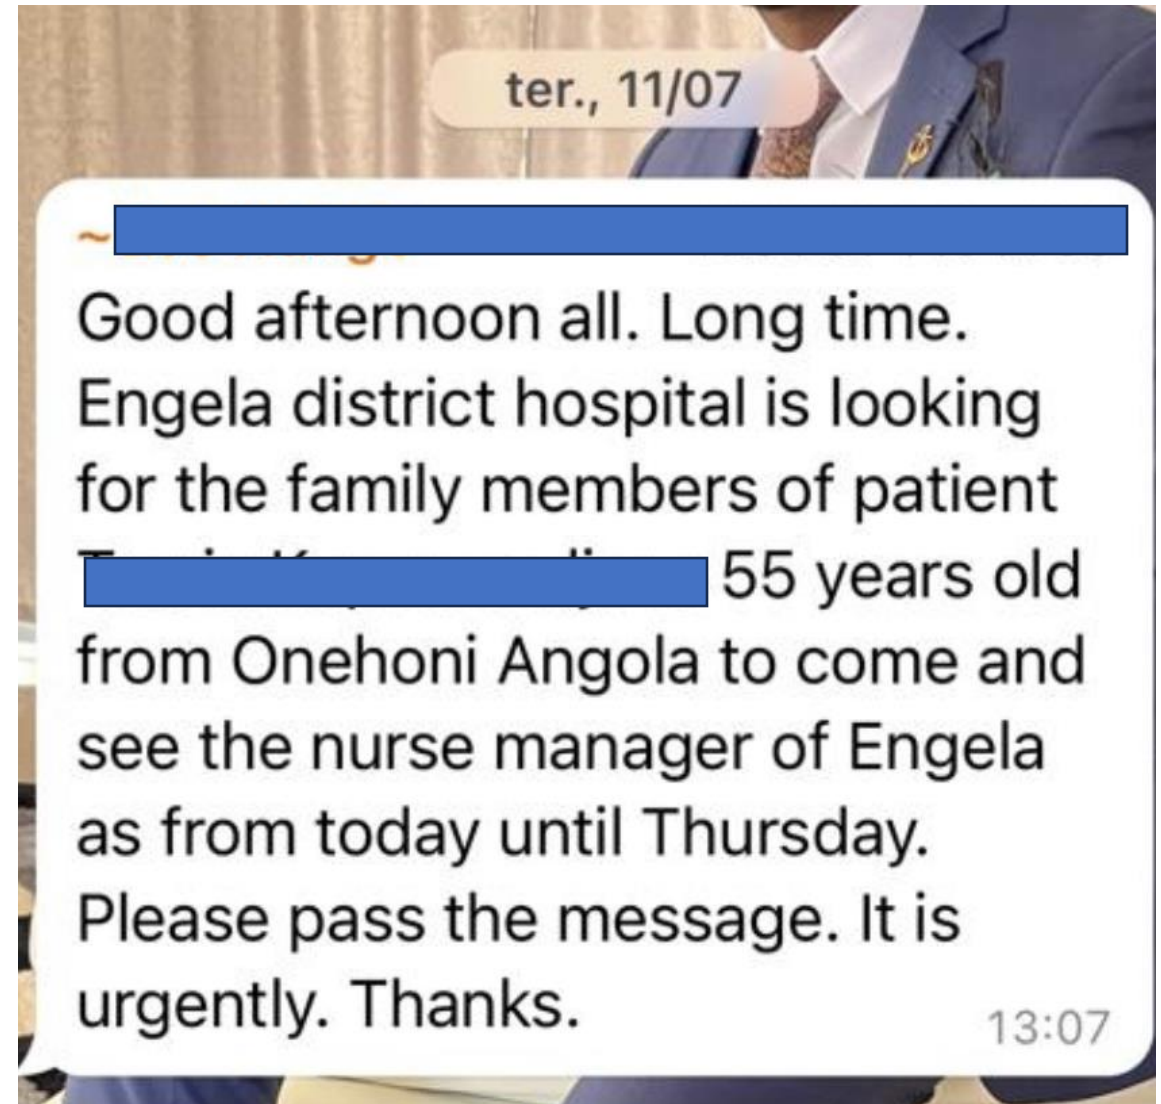 ter., 11/07
~
Good afternoon all. Long time.
Engela district hospital is looking
for the family members of patient
55 years old
from Onehoni Angola to come and
see the nurse manager of Engela
as from today until Thursday.
Please pass the message. It is
urgently. Thanks.
13:07